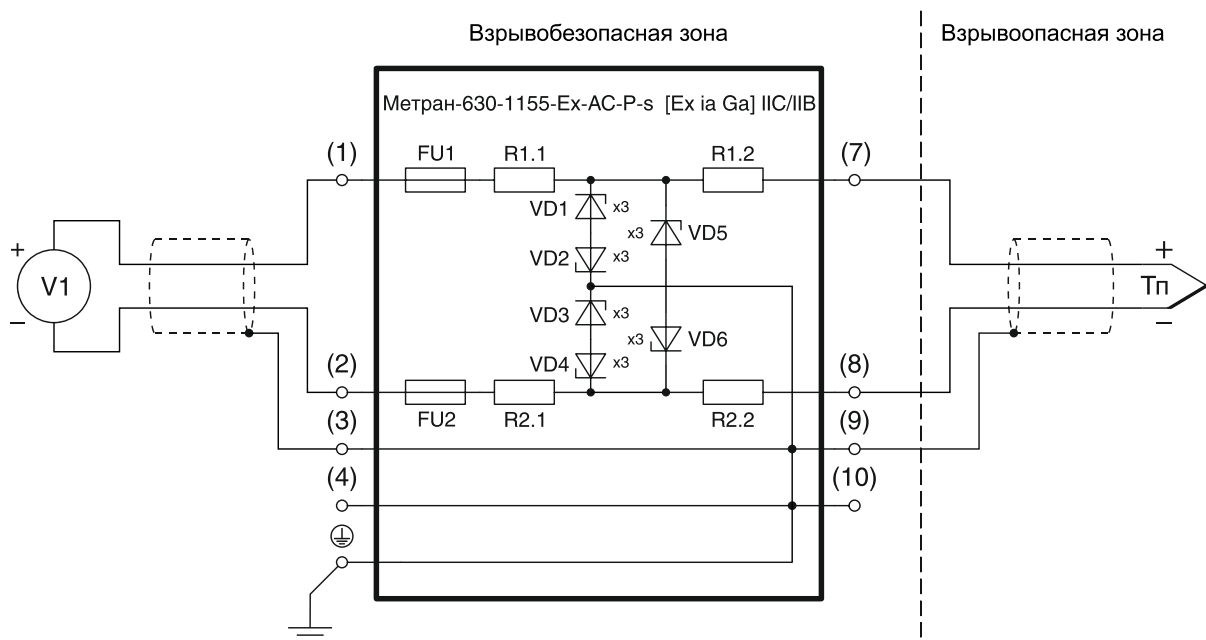 Взрывобезопасная зона
Взрывоопасная зона
Метран-630-1155-Ex-AC-P-s [Ex ia Ga] IIC/IIB
(1)
FU1
R1.1
R1.2
(7)
VD1
x3
x3
VD5
+
V1
−
VD2
x3
+
Тп
−
VD3
x3
x3
VD6
VD4
x3
(2)
(8)
FU2
R2.1
R2.2
(3)
(9)
(4)
(10)